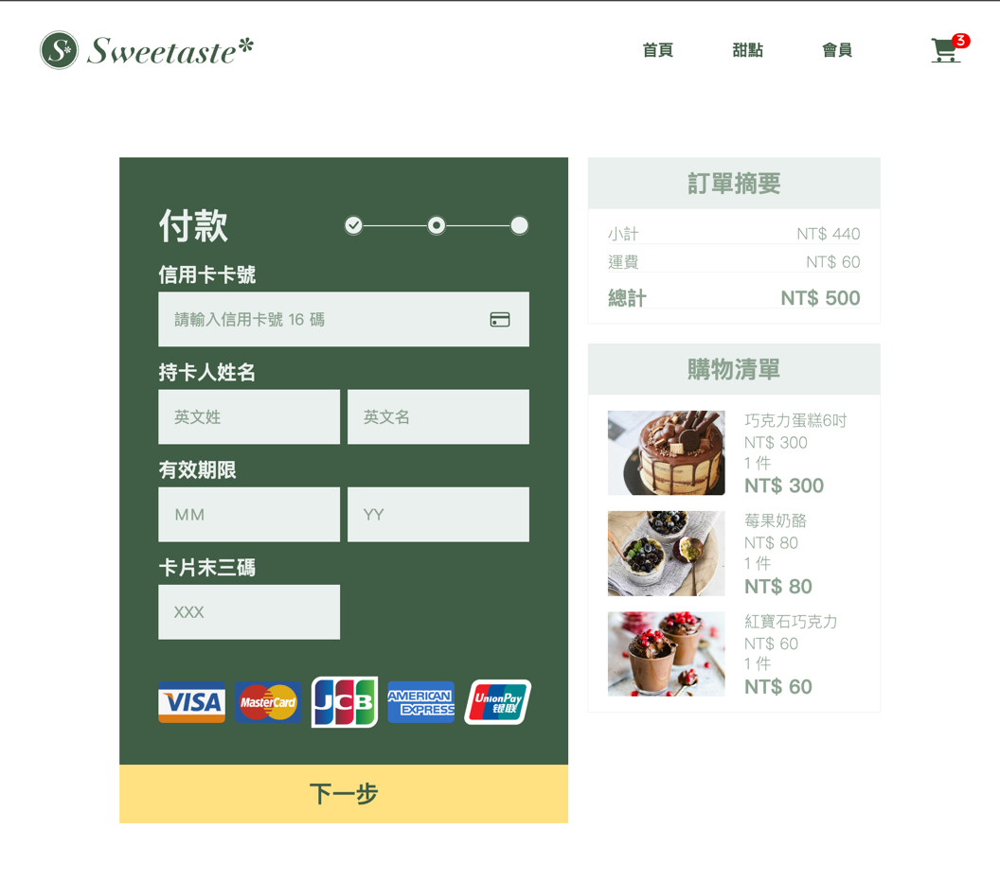 S* Sweetaste*
首頁 甜點 會員 3
付款
信用卡卡號
請輸入信用卡號 16 碼
持卡人姓名
英文姓 英文名
有效期限
MM YY
卡片末三碼
XXX
VISA MasterCard JCB AMERICAN EXPRESS UnionPay 银联
下一步
訂單摘要
小計 NT$ 440
運費 NT$ 60
總計 NT$ 500
購物清單
巧克力蛋糕6吋
NT$ 300
1 件
NT$ 300
莓果奶酪
NT$ 80
1 件
NT$ 80
紅寶石巧克力
NT$ 60
1 件
NT$ 60